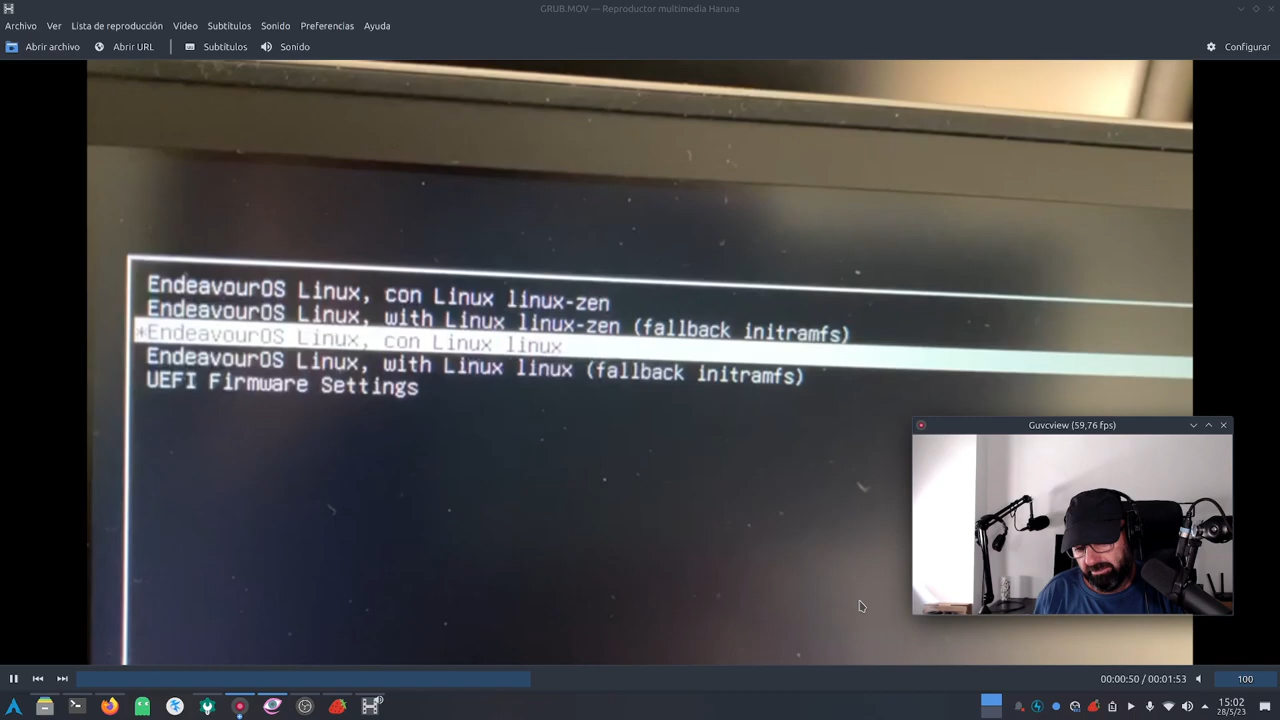 GRUB.MOV — Reproductor multimedia Haruna
Archivo Ver Lista de reproducción Vídeo Subtítulos Sonido Preferencias Ayuda
Abrir archivo Abrir URL Subtítulos Sonido Configurar
EndeavourOS Linux, con Linux linux-zen
EndeavourOS Linux, with Linux linux-zen (fallback initramfs)
*EndeavourOS Linux, con Linux linux
EndeavourOS Linux, with Linux linux (fallback initramfs)
UEFI Firmware Settings
Guvcview (59,76 fps)
00:00:50 / 00:01:53 100
15:02
28/5/23